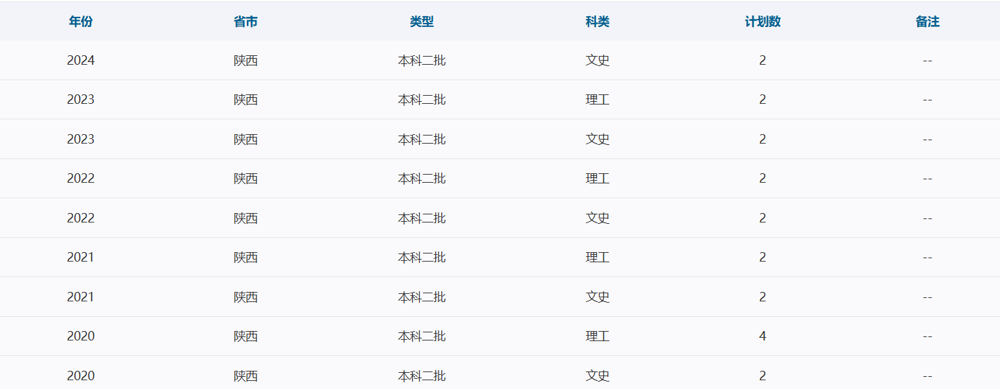 年份 省市 类型 科类 计划数 备注
2024 陕西 本科二批 文史 2 --
2023 陕西 本科二批 理工 2 --
2023 陕西 本科二批 文史 2 --
2022 陕西 本科二批 理工 2 --
2022 陕西 本科二批 文史 2 --
2021 陕西 本科二批 理工 2 --
2021 陕西 本科二批 文史 2 --
2020 陕西 本科二批 理工 4 --
2020 陕西 本科二批 文史 2 --